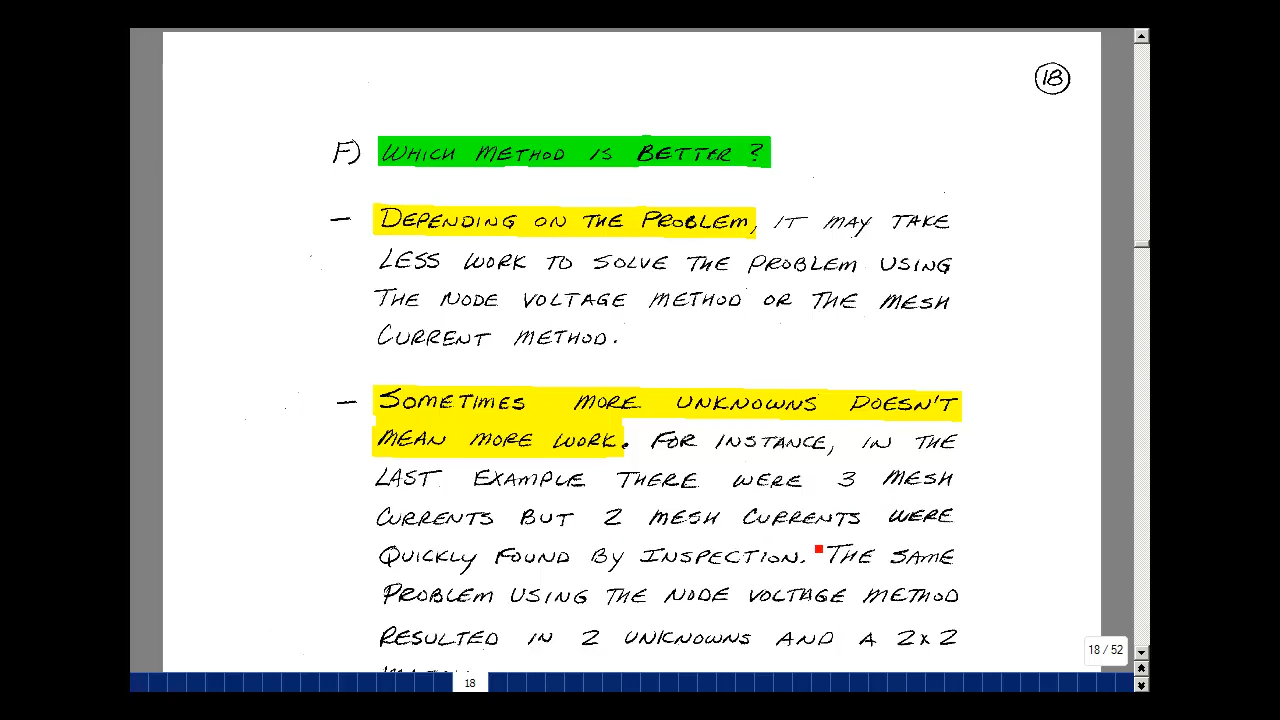 18
F) WHICH METHOD IS BETTER?
- DEPENDING ON THE PROBLEM, IT MAY TAKE
LESS WORK TO SOLVE THE PROBLEM USING
THE NODE VOLTAGE METHOD OR THE MESH
CURRENT METHOD.
- SOMETIMES MORE UNKNOWNS DOESN'T
MEAN MORE WORK. FOR INSTANCE, IN THE
LAST EXAMPLE THERE WERE 3 MESH
CURRENTS BUT 2 MESH CURRENTS WERE
QUICKLY FOUND BY INSPECTION. THE SAME
PROBLEM USING THE NODE VOLTAGE METHOD
RESULTED IN 2 UNKNOWNS AND A 2x2
18 / 52
18